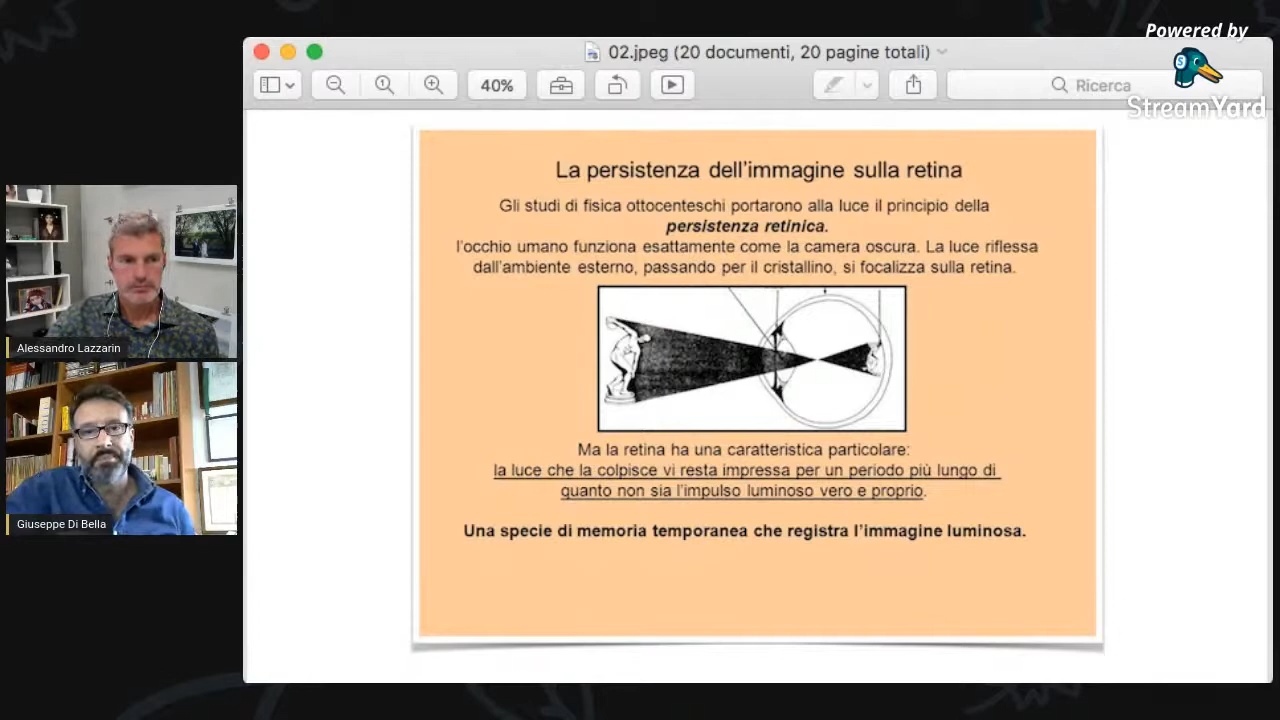 Powered by
StreamYard
02.jpeg (20 documenti, 20 pagine totali)
40%
Ricerca
La persistenza dell'immagine sulla retina
Gli studi di fisica ottocenteschi portarono alla luce il principio della
persistenza retinica.
l'occhio umano funziona esattamente come la camera oscura. La luce riflessa
dall'ambiente esterno, passando per il cristallino, si focalizza sulla retina.
Ma la retina ha una caratteristica particolare:
la luce che la colpisce vi resta impressa per un periodo più lungo di
quanto non sia l'impulso luminoso vero e proprio.
Una specie di memoria temporanea che registra l'immagine luminosa.
Alessandro Lazzarin
Giuseppe Di Bella